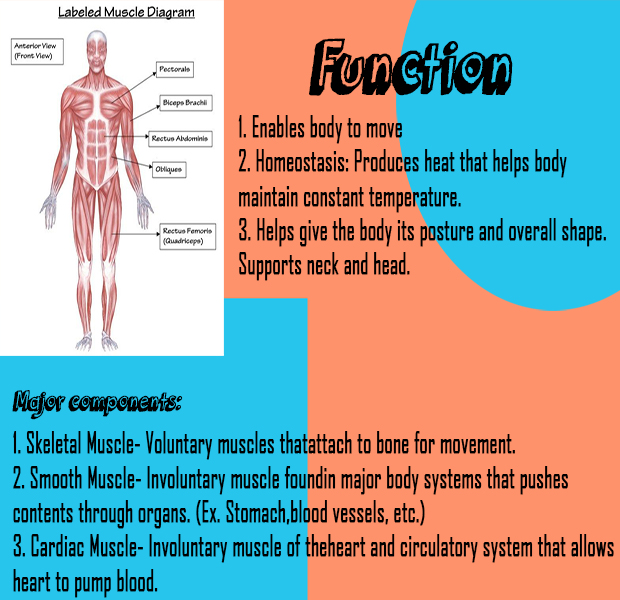 Labeled Muscle Diagram
Anterior View
(Front View)
Pectorals
Biceps Brachii
Rectus Abdominis
Obliques
Rectus Femoris
(Quadriceps)
Function
1. Enables body to move
2. Homeostasis: Produces heat that helps body
maintain constant temperature.
3. Helps give the body its posture and overall shape.
Supports neck and head.
Major components:
1. Skeletal Muscle- Voluntary muscles thatattach to bone for movement.
2. Smooth Muscle- Involuntary muscle foundin major body systems that pushes
contents through organs. (Ex. Stomach,blood vessels, etc.)
3. Cardiac Muscle- Involuntary muscle of theheart and circulatory system that allows
heart to pump blood.